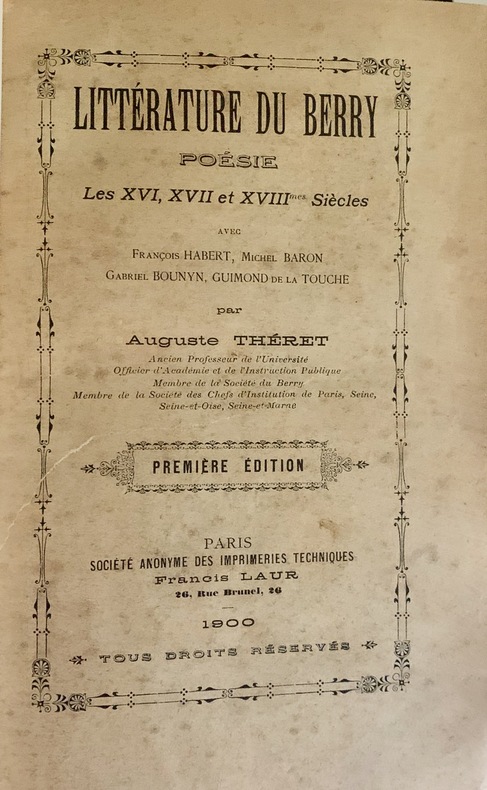 LITTÉRATURE DU BERRY
POÉSIE
Les XVI, XVII et XVIIImes Siècles
AVEC
FRANÇOIS HABERT, MICHEL BARON
GABRIEL BOUNYN, GUIMOND DE LA TOUCHE
par
Auguste THÉRET
Ancien Professeur de l'Université
Officier d'Académie et de l'Instruction Publique
Membre de la Société du Berry
Membre de la Société des Chefs d'Institution de Paris, Seine,
Seine-et-Oise, Seine-et-Marne
PREMIÈRE ÉDITION
PARIS
SOCIÉTÉ ANONYME DES IMPRIMERIES TECHNIQUES
Francis LAUR
26, Rue Brunel, 26
1900
TOUS DROITS RÉSERVÉS